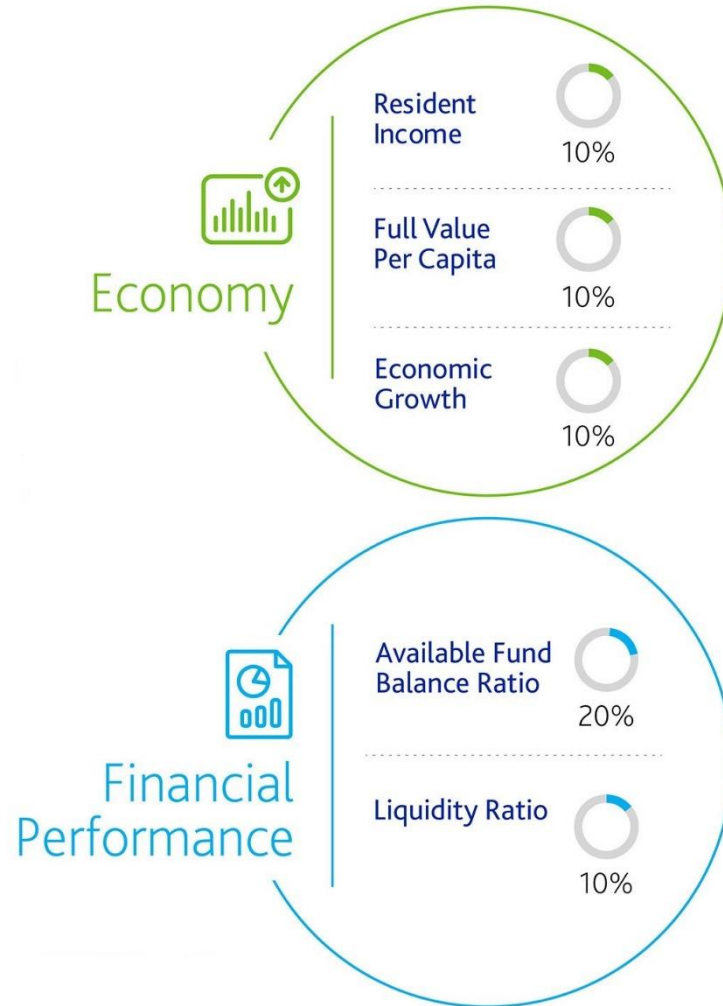 Economy
Resident
Income
10%
Full Value
Per Capita
10%
Economic
Growth
10%
Financial
Performance
Available Fund
Balance Ratio
20%
Liquidity Ratio
10%